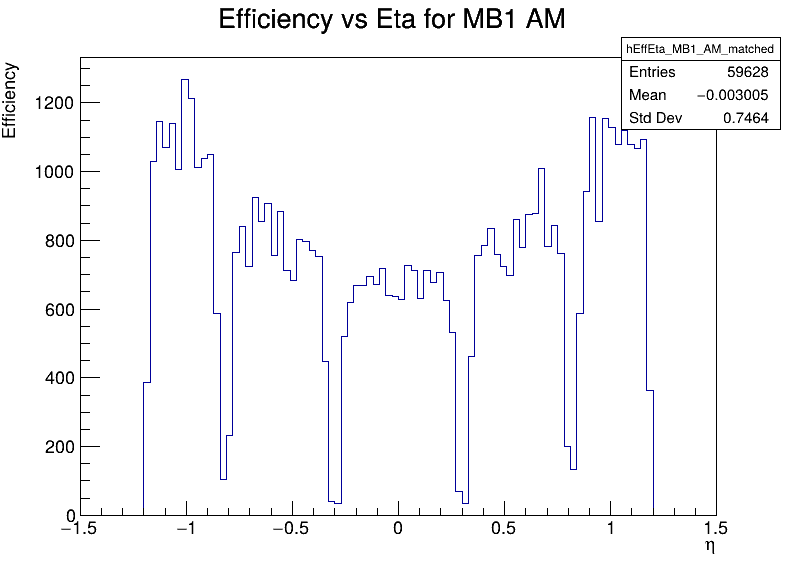 Efficiency vs Eta for MB1 AM
hEffEta_MB1_AM_matched
Entries 59628
Mean −0.003005
Std Dev 0.7464
Efficiency
1200
1000
800
600
400
200
0
−1.5 −1 −0.5 0 0.5 1 1.5
η